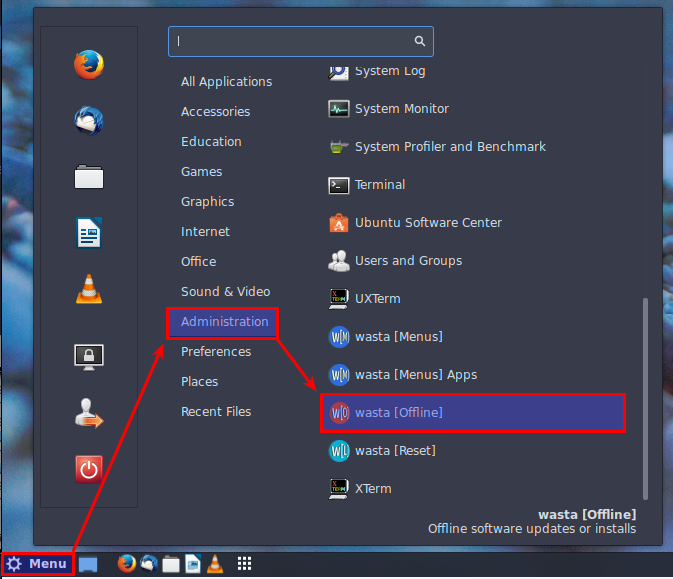 All Applications
Accessories
Education
Games
Graphics
Internet
Office
Sound & Video
Administration
Preferences
Places
Recent Files
System Log
System Monitor
System Profiler and Benchmark
>_
Terminal
Ubuntu Software Center
Users and Groups
X
TERM
UXTerm
W[M
wasta [Menus]
W[M
wasta [Menus] Apps
W[O
wasta [Offline]
wasta [Reset]
X
TERM
XTerm
wasta [Offline]
Offline software updates or installs
Menu